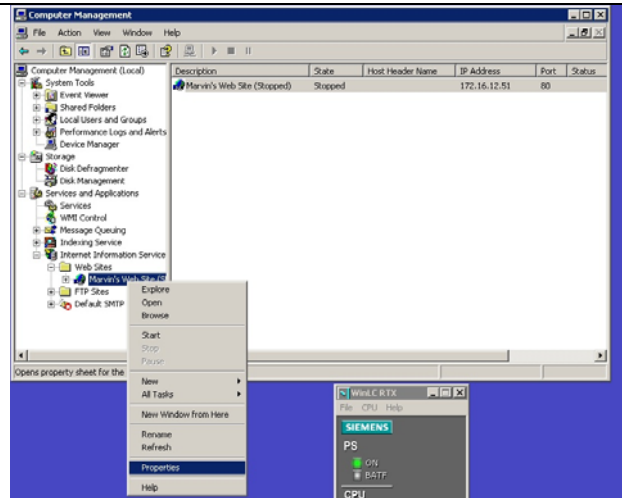 Computer Management
File Action View Window Help
Computer Management (Local)
System Tools
Event Viewer
Shared Folders
Local Users and Groups
Performance Logs and Alerts
Device Manager
Storage
Disk Defragmenter
Disk Management
Services and Applications
Services
WMI Control
Message Queuing
Indexing Service
Internet Information Service
Web Sites
Marvin's Web Site (S
FTP Sites
Default SMTP
Description State Host Header Name IP Address Port Status
Marvin's Web Site (Stopped) Stopped 172.16.12.51 80
Explore
Open
Browse
Start
Stop
Pause
New
All Tasks
New Window from Here
Rename
Refresh
Properties
Help
Opens property sheet for the
WinLC RTX
File CPU Help
SIEMENS
PS
ON
BATF
CPU